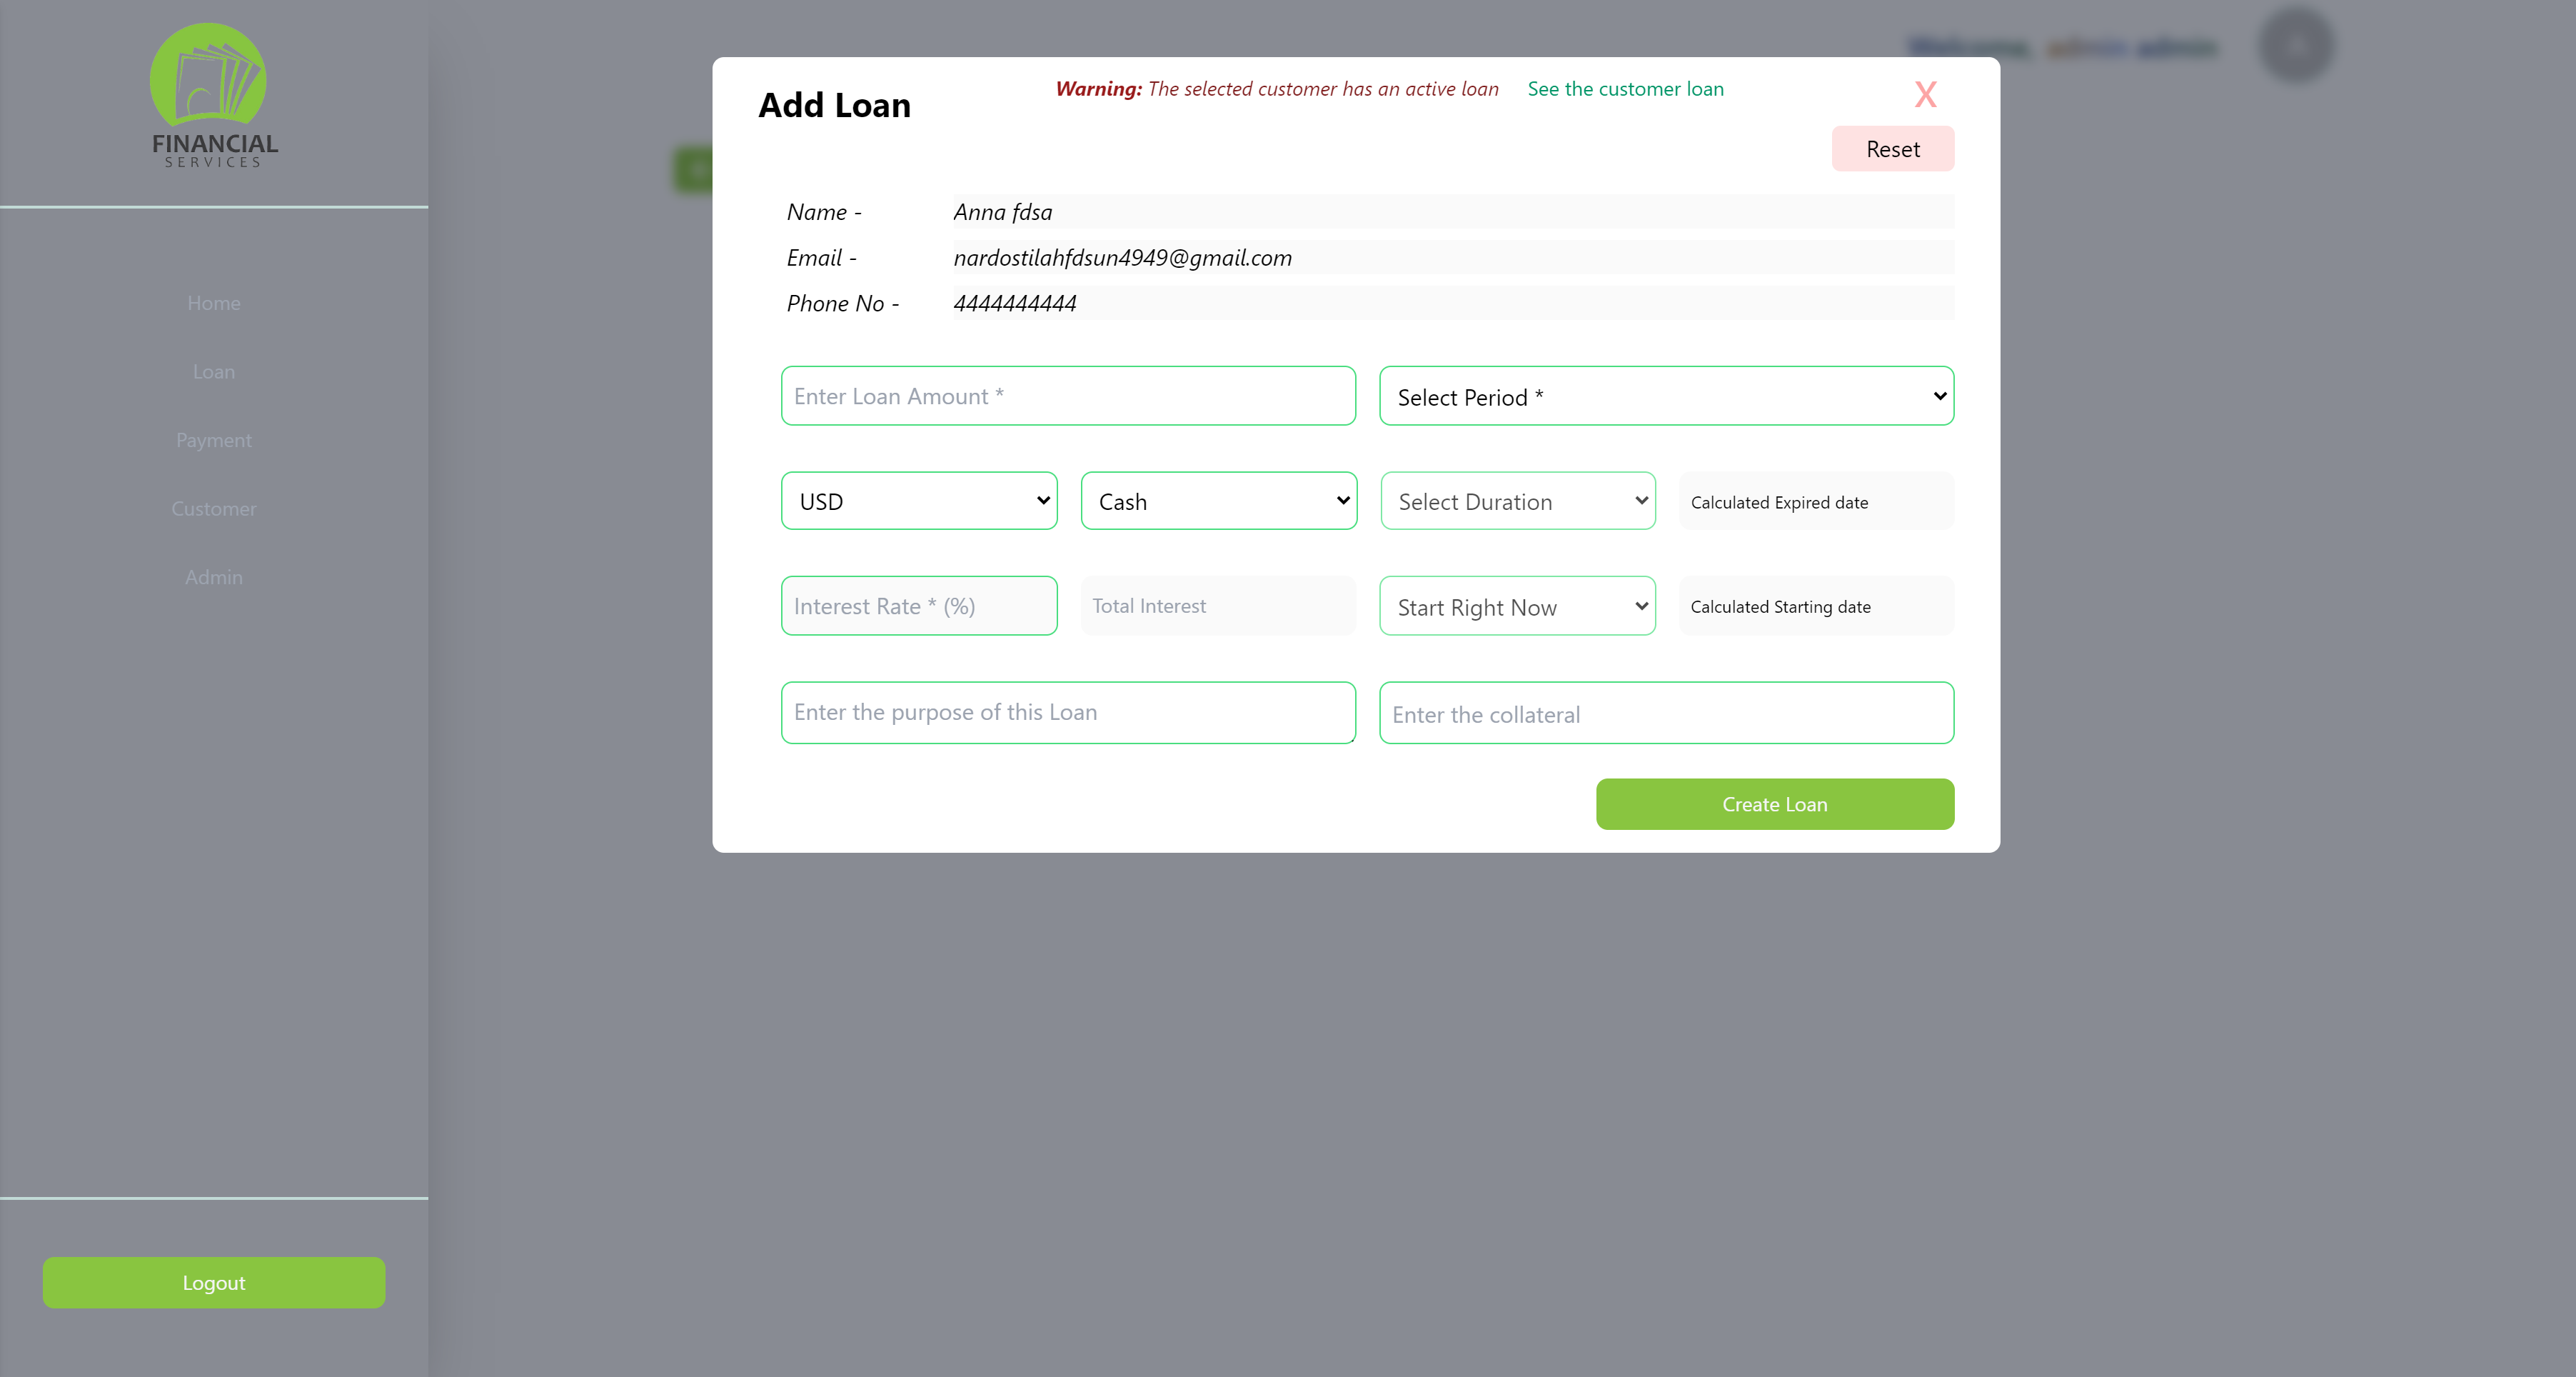 FINANCIAL
SERVICES
Home
Loan
Payment
Customer
Admin
Logout
Welcome, admin admin
Add Loan
Warning: The selected customer has an active loan See the customer loan
X
Reset
Name - Anna fdsa
Email - nardostilahfdsun4949@gmail.com
Phone No - 4444444444
Enter Loan Amount * Select Period *
USD Cash Select Duration Calculated Expired date
Interest Rate * (%) Total Interest Start Right Now Calculated Starting date
Enter the purpose of this Loan Enter the collateral
Create Loan